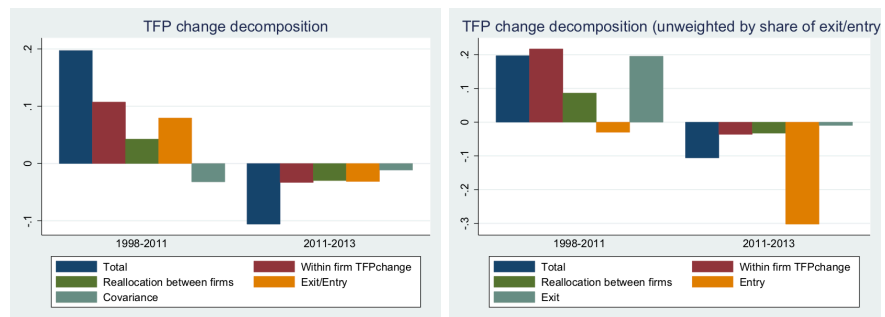 TFP change decomposition
.2
.1
0
-.1
1998-2011
2011-2013
Total
Within firm TFPchange
Reallocation between firms
Exit/Entry
Covariance
TFP change decomposition (unweighted by share of exit/entry
.2
.1
0
-.1
-.2
-.3
1998-2011
2011-2013
Total
Within firm TFPchange
Reallocation between firms
Entry
Exit